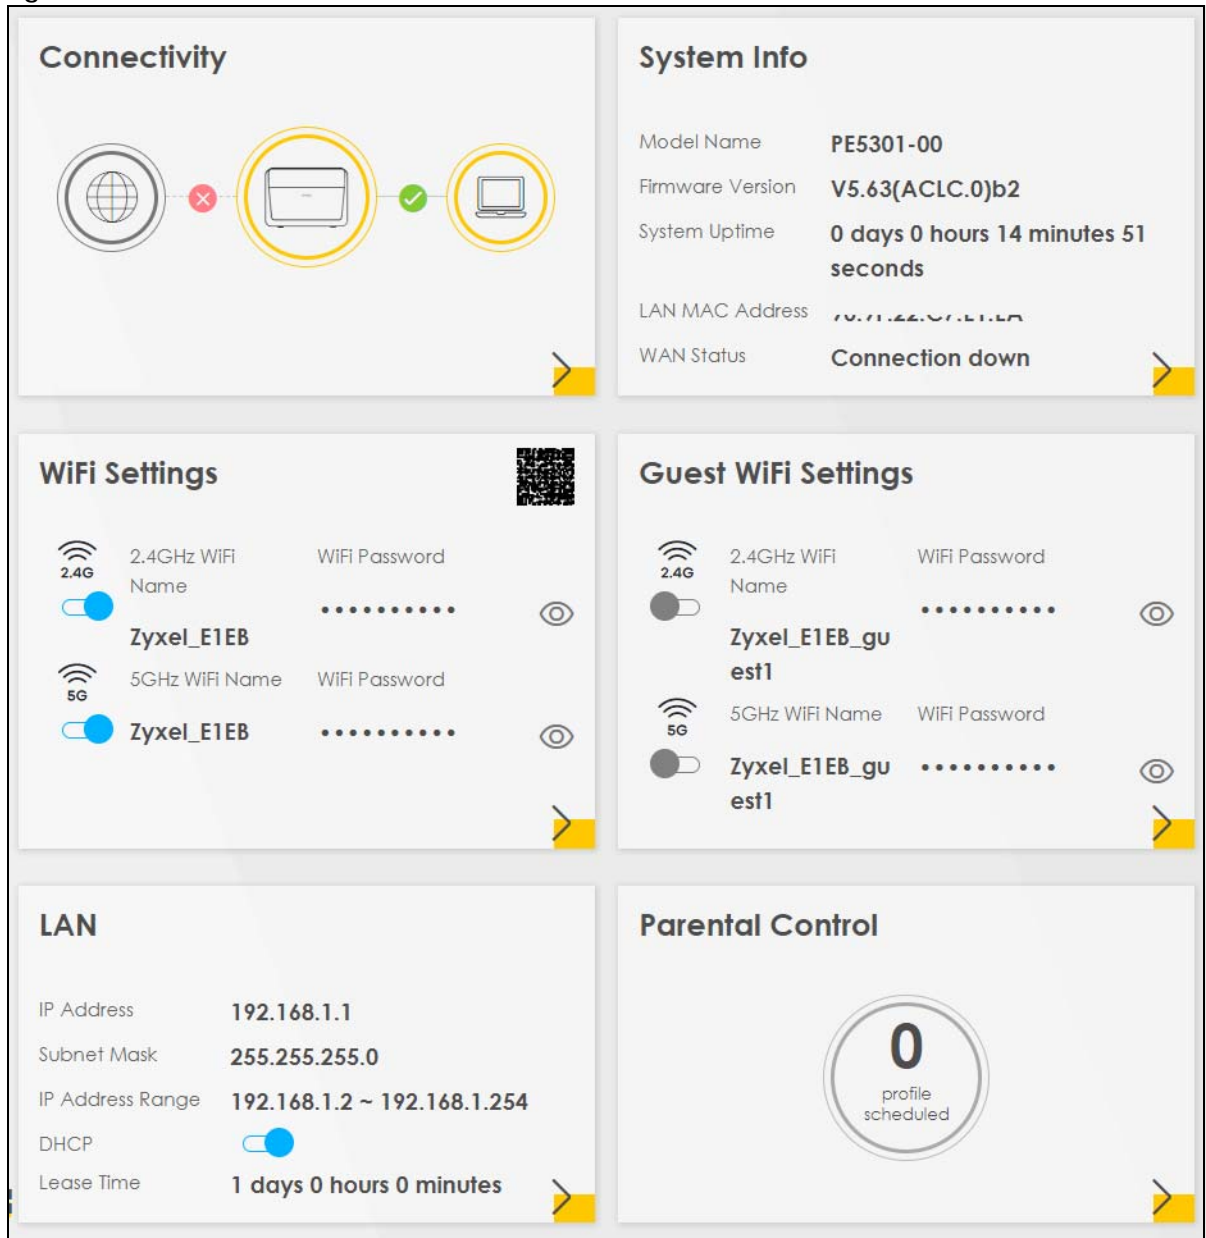 Connectivity
System Info
Model Name PE5301-00
Firmware Version V5.63(ACLC.0)b2
System Uptime 0 days 0 hours 14 minutes 51
seconds
LAN MAC Address
WAN Status Connection down
WiFi Settings
2.4G
2.4GHz WiFi
Name
WiFi Password
••••••••••
Zyxel_E1EB
5G
5GHz WiFi Name WiFi Password
Zyxel_E1EB ••••••••••
Guest WiFi Settings
2.4G
2.4GHz WiFi
Name
WiFi Password
••••••••••
Zyxel_E1EB_gu
est1
5G
5GHz WiFi Name WiFi Password
Zyxel_E1EB_gu ••••••••••
est1
LAN
IP Address 192.168.1.1
Subnet Mask 255.255.255.0
IP Address Range 192.168.1.2 ~ 192.168.1.254
DHCP
Lease Time 1 days 0 hours 0 minutes
Parental Control
0
profile
scheduled